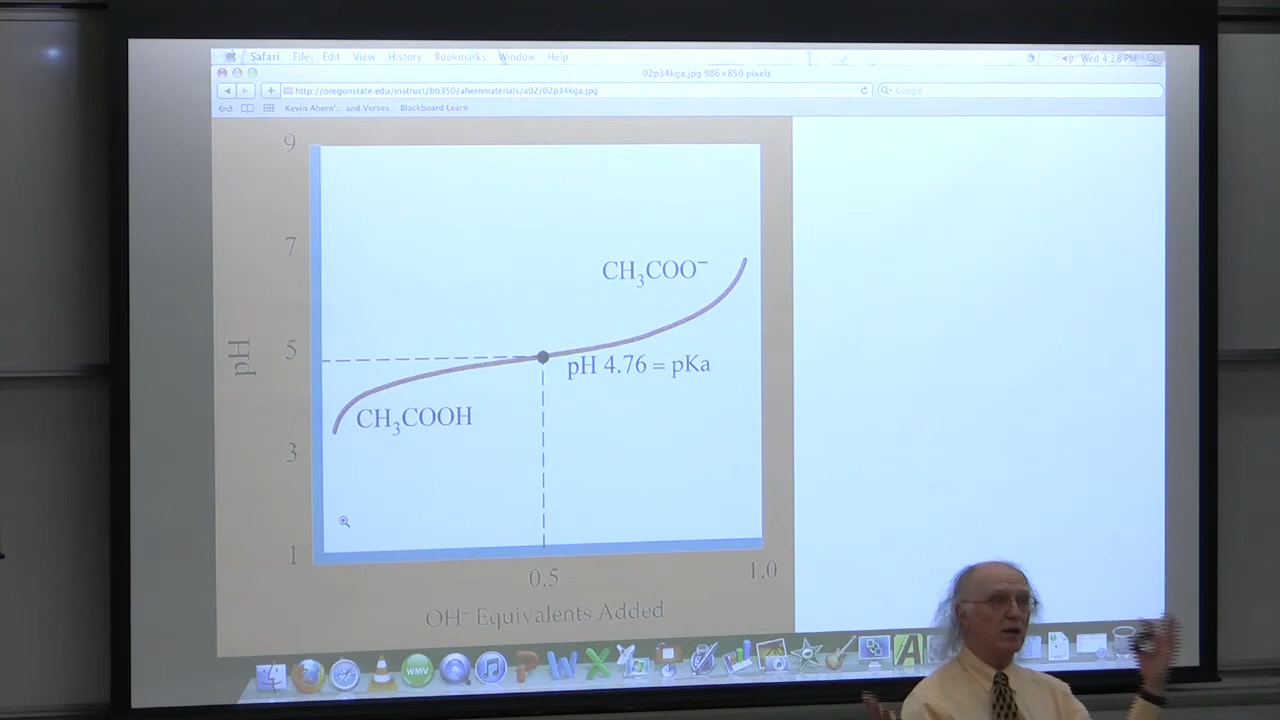 Safari File Edit View History Bookmarks Window Help Wed 4:28 PM
02p34kga.jpg 986×850 pixels
http://oregonstate.edu/instruct/bb350/ahernmaterials/a02/02p34kga.jpg Google
Kevin Ahern'. and Verses. Blackboard Learn
9
7
CH₃COO⁻
pH
5
pH 4.76 = pKa
CH₃COOH
3
1
0.5
1.0
OH⁻ Equivalents Added
WMV